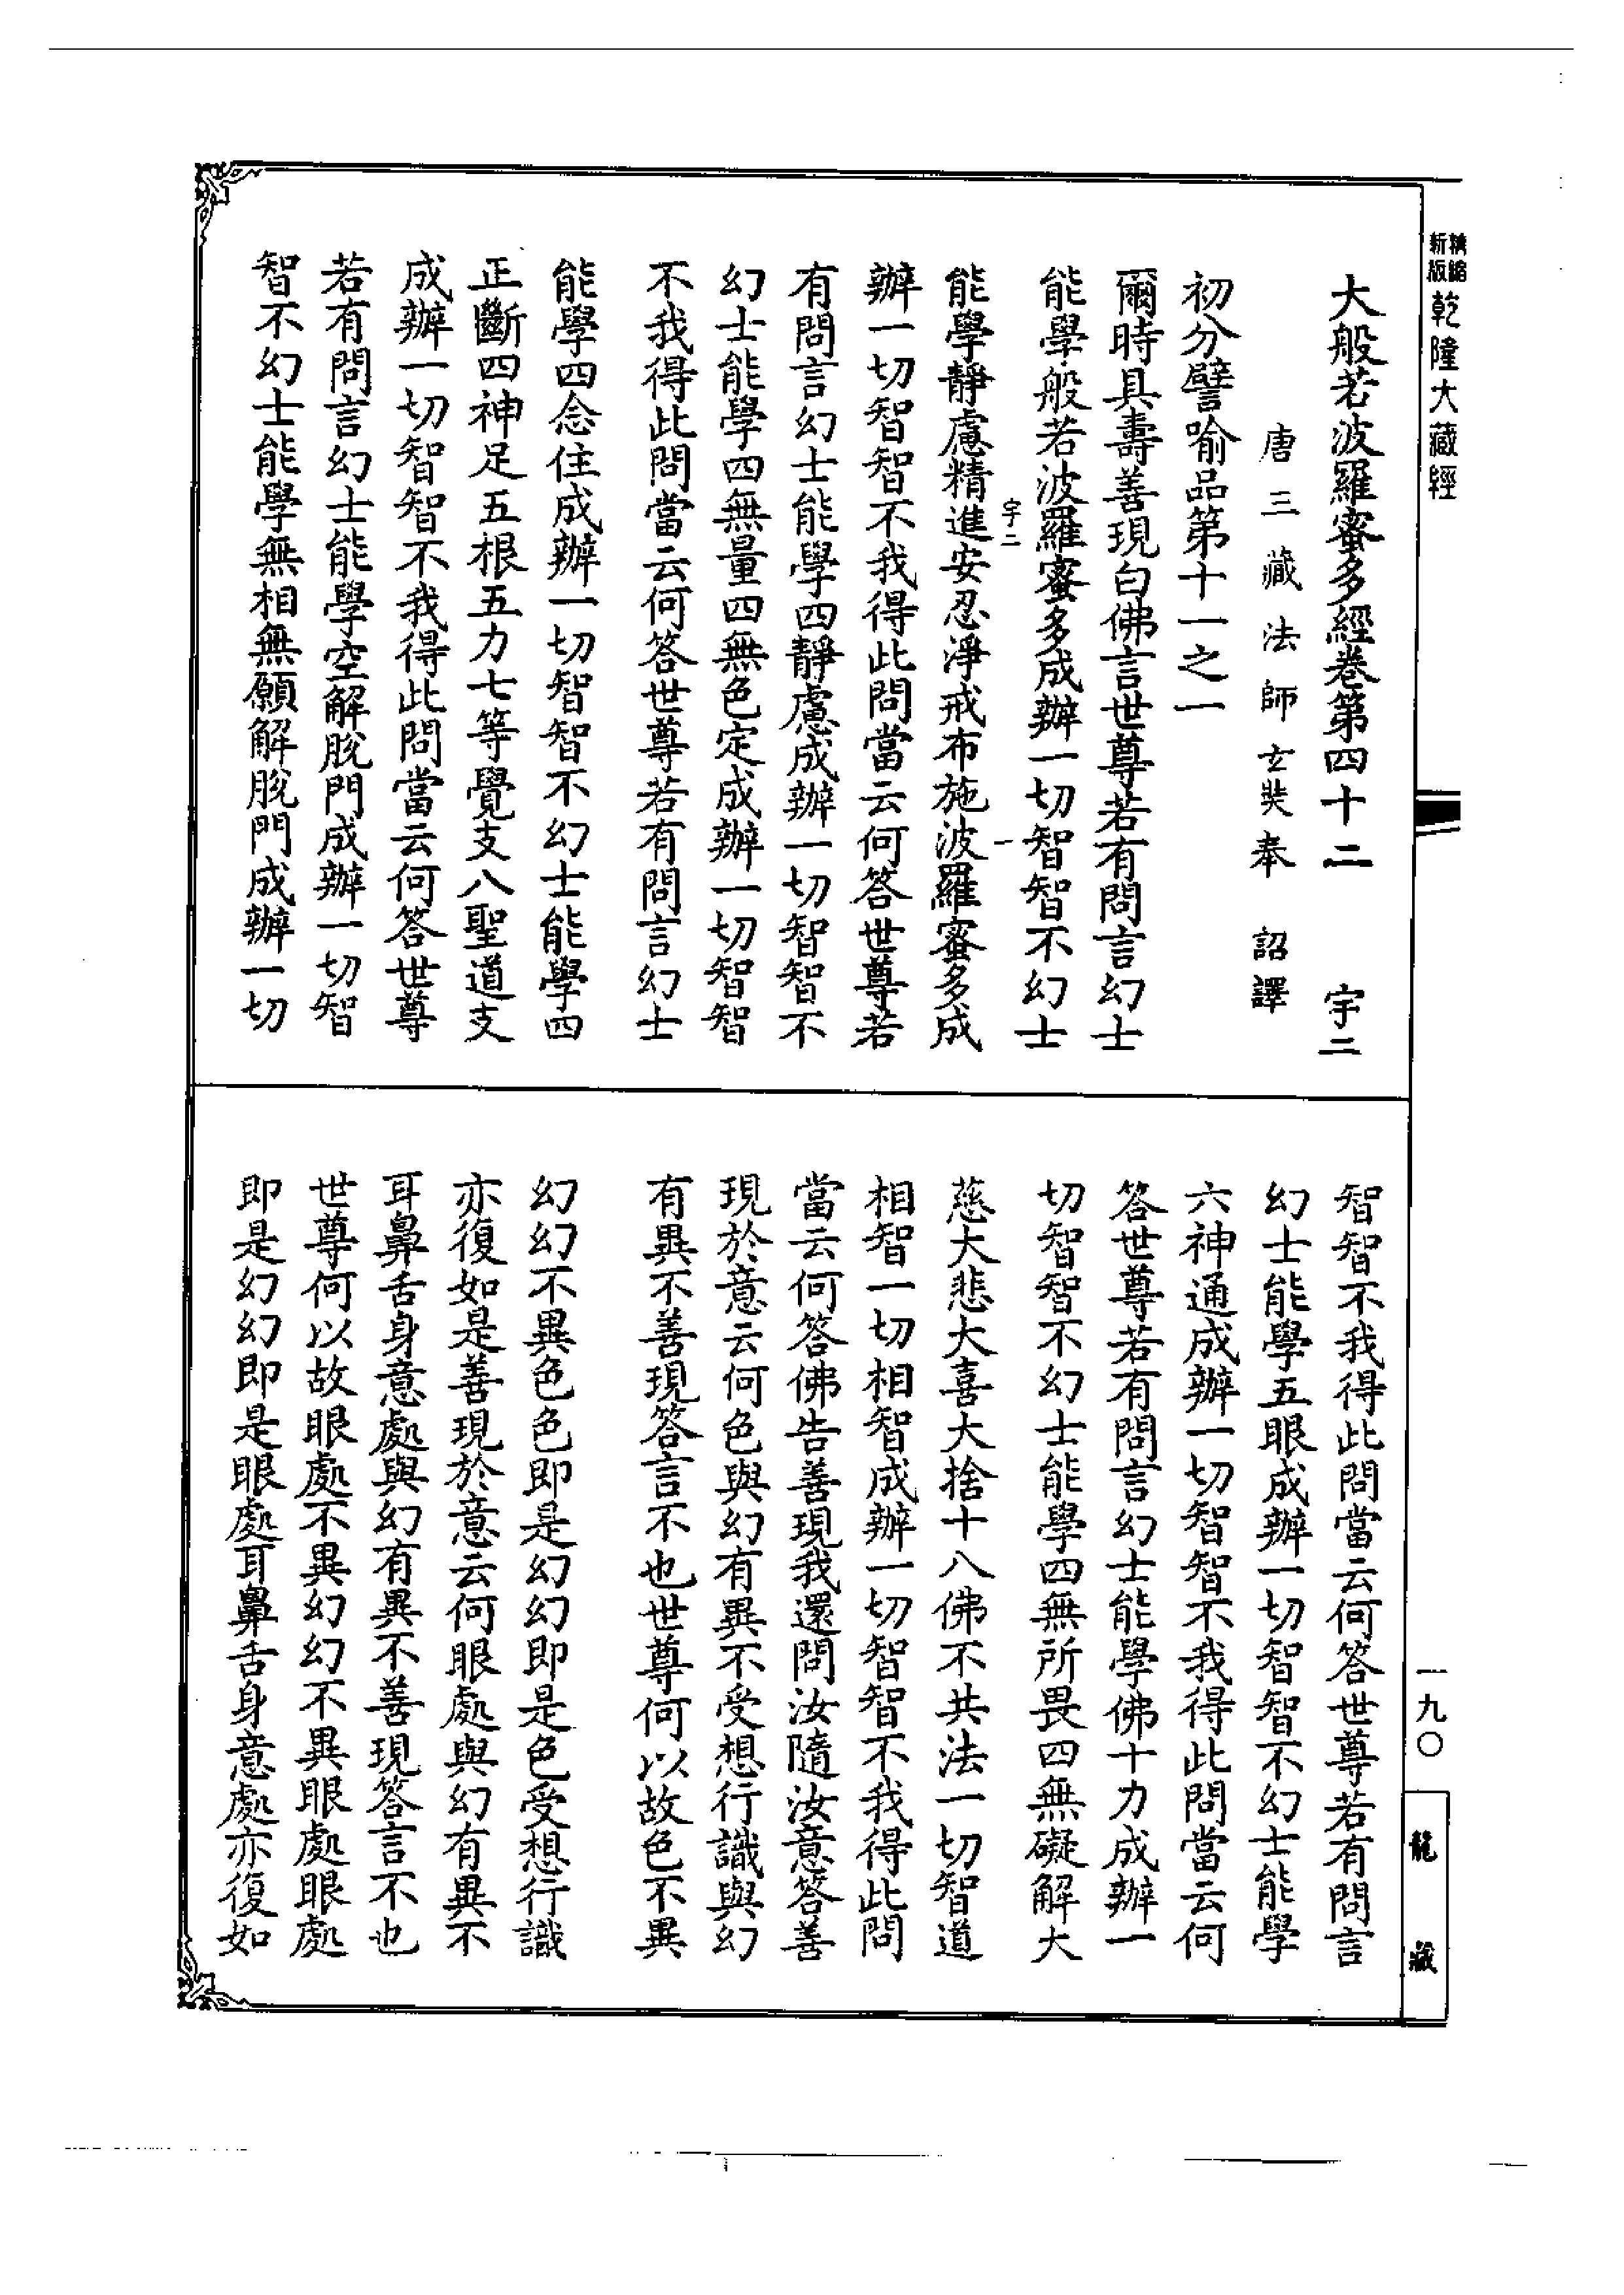 精縮新版乾隆大藏經
大般若波羅蜜多經卷第四十二 宇二
唐三藏法師玄奘奉 詔譯
初分譬喻品第十一之一
爾時具壽善現白佛言世尊若有問言幻士
能學般若波羅蜜多成辦一切智智不幻士
宇二 一
能學靜慮精進安忍淨戒布施波羅蜜多成
辦一切智智不我得此問當云何答世尊若
有問言幻士能學四靜慮成辦一切智智不
幻士能學四無量四無色定成辦一切智智
不我得此問當云何答世尊若有問言幻士
能學四念住成辦一切智智不幻士能學四
正斷四神足五根五力七等覺支八聖道支
成辦一切智智不我得此問當云何答世尊
若有問言幻士能學空解脫門成辦一切智
智不幻士能學無相無願解脫門成辦一切
智智不我得此問當云何答世尊若有問言
幻士能學五眼成辦一切智智不幻士能學
六神通成辦一切智智不我得此問當云何
答世尊若有問言幻士能學佛十力成辦一
切智智不幻士能學四無所畏四無礙解大
慈大悲大喜大捨十八佛不共法一切智道
相智一切相智成辦一切智智不我得此問
當云何答佛告善現我還問汝隨汝意答善
現於意云何色與幻有異不受想行識與幻
有異不善現答言不也世尊何以故色不異
幻幻不異色色即是幻幻即是色受想行識
亦復如是善現於意云何眼處與幻有異不
耳鼻舌身意處與幻有異不善現答言不也
世尊何以故眼處不異幻幻不異眼處眼處
即是幻幻即是眼處耳鼻舌身意處亦復如
一九〇
龍藏